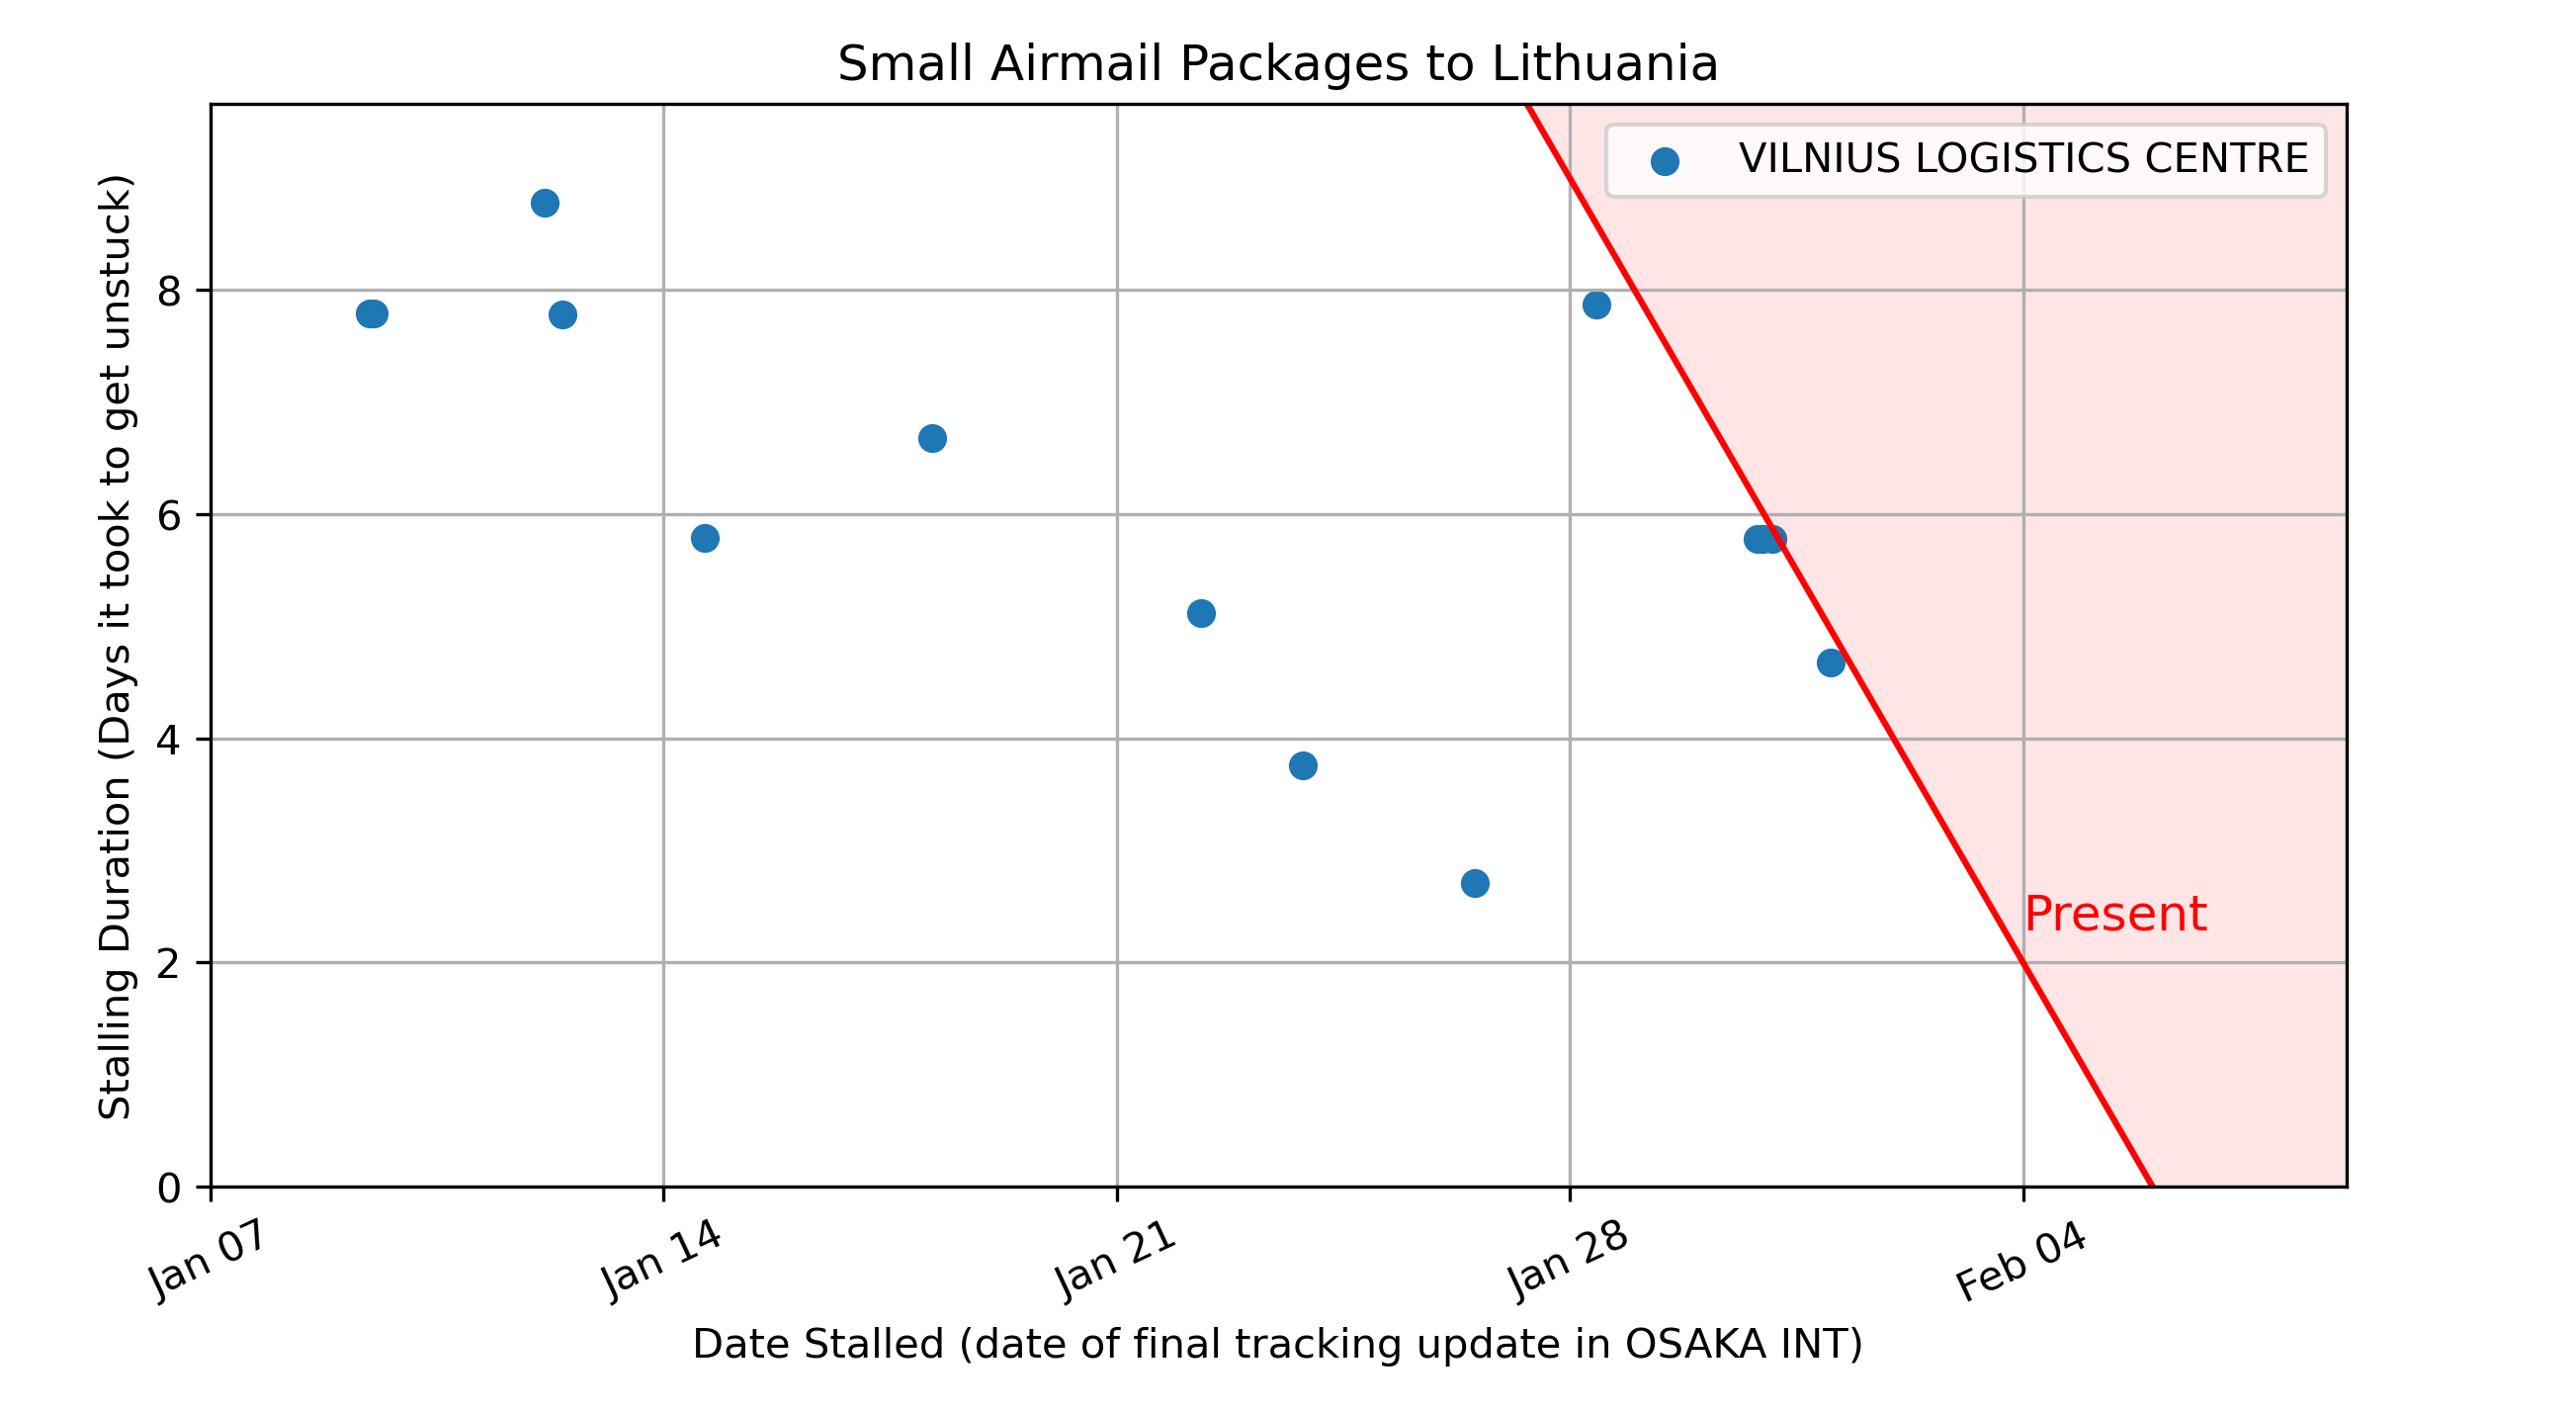 Small Airmail Packages to Lithuania
VILNIUS LOGISTICS CENTRE
Stalling Duration (Days it took to get unstuck)
8
6
4
2
0
Present
Jan 07
Jan 14
Jan 21
Jan 28
Feb 04
Date Stalled (date of final tracking update in OSAKA INT)